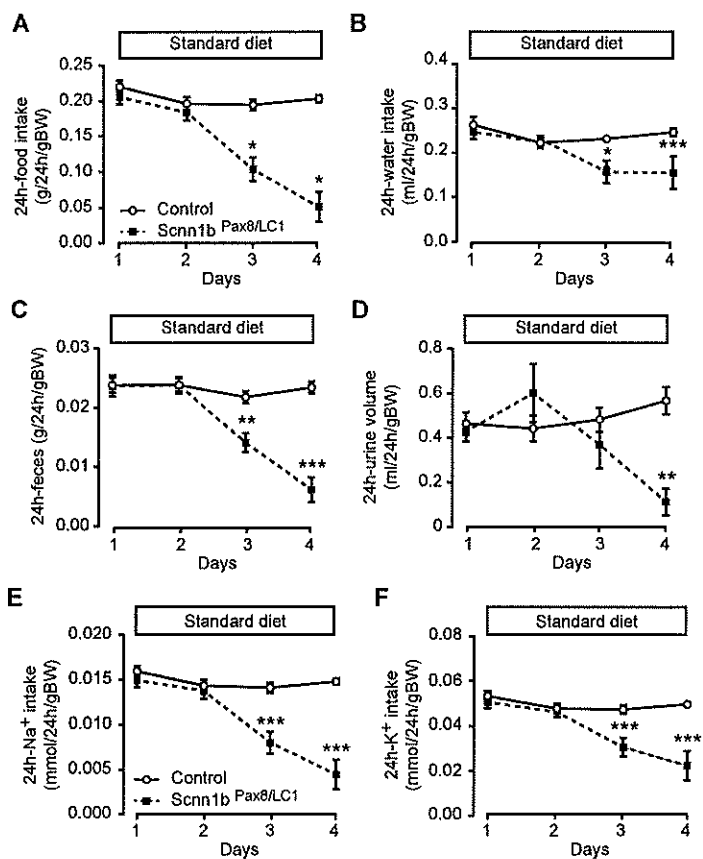 A
Standard diet
24h-food intake
(g/24h/gBW)
0.25
0.20
0.15
0.10
0.05
0.00
*
*
Control
Scnn1b Pax8/LC1
1 2 3 4
Days
B
Standard diet
24h-water intake
(ml/24h/gBW)
0.4
0.3
0.2
0.1
0.0
*
***
1 2 3 4
Days
C
Standard diet
24h-feces (g/24h/gBW)
0.03
0.02
0.01
0.00
**
***
1 2 3 4
Days
D
Standard diet
24h-urine volume
(ml/24h/gBW)
0.8
0.6
0.4
0.2
0
**
1 2 3 4
Days
E
Standard diet
24h-Na+ intake
(mmol/24h/gBW)
0.020
0.015
0.010
0.005
0.000
***
***
Control
Scnn1b Pax8/LC1
1 2 3 4
Days
F
Standard diet
24h-K+ intake
(mmol/24h/gBW)
0.08
0.06
0.04
0.02
0.00
***
***
1 2 3 4
Days